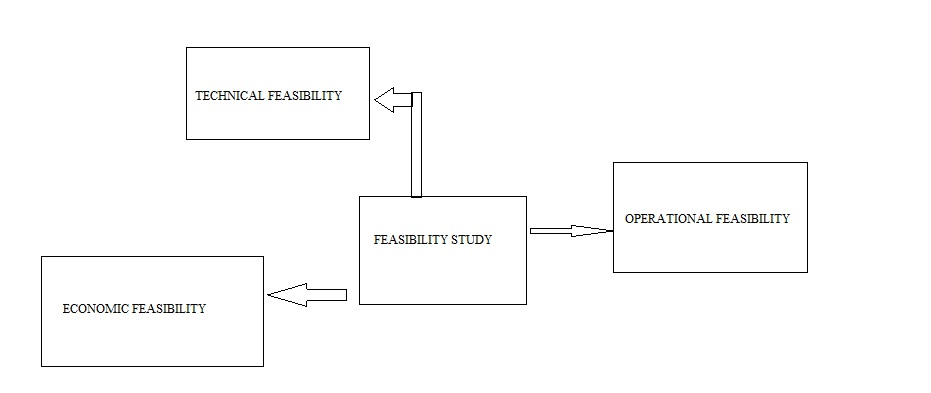 TECHNICAL FEASIBILITY
OPERATIONAL FEASIBILITY
FEASIBILITY STUDY
ECONOMIC FEASIBILITY